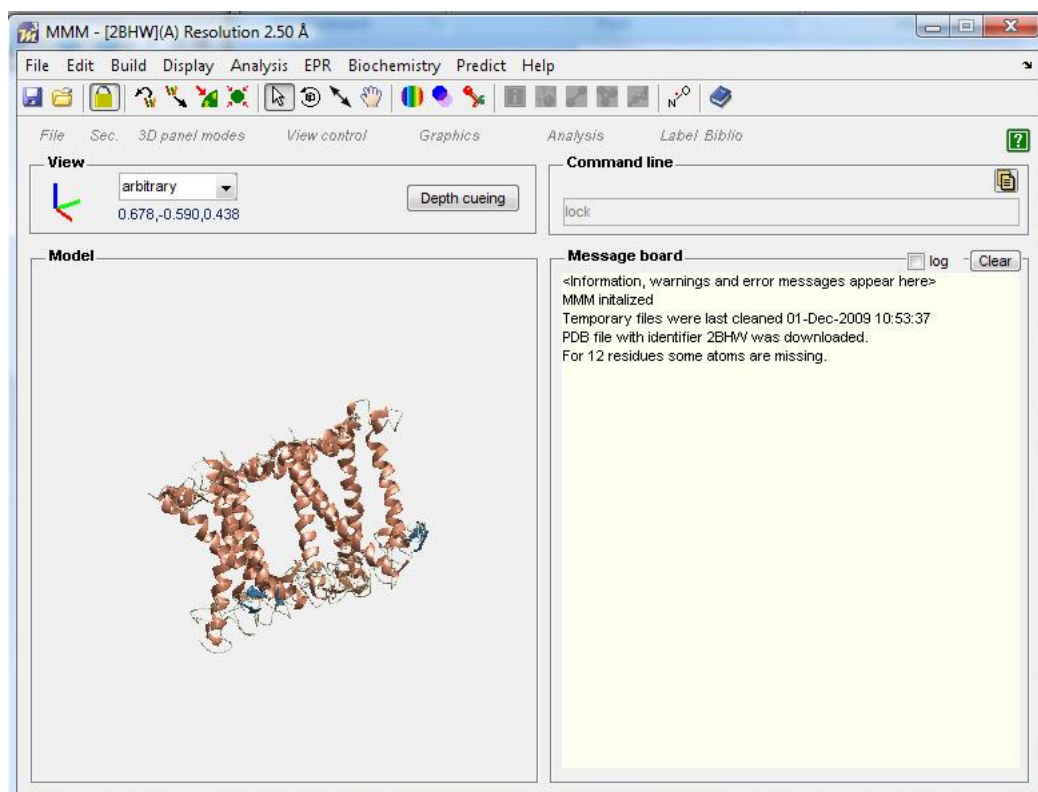 MMM - [2BHW](A) Resolution 2.50 Å
File Edit Build Display Analysis EPR Biochemistry Predict Help
N O
File Sec. 3D panel modes View control Graphics Analysis Label Biblio
?
View
arbitrary
0.678,-0.590,0.438
Depth cueing
Command line
lock
Model
Message board
log
Clear
<Information, warnings and error messages appear here>
MMM initalized
Temporary files were last cleaned 01-Dec-2009 10:53:37
PDB file with identifier 2BHW was downloaded.
For 12 residues some atoms are missing.